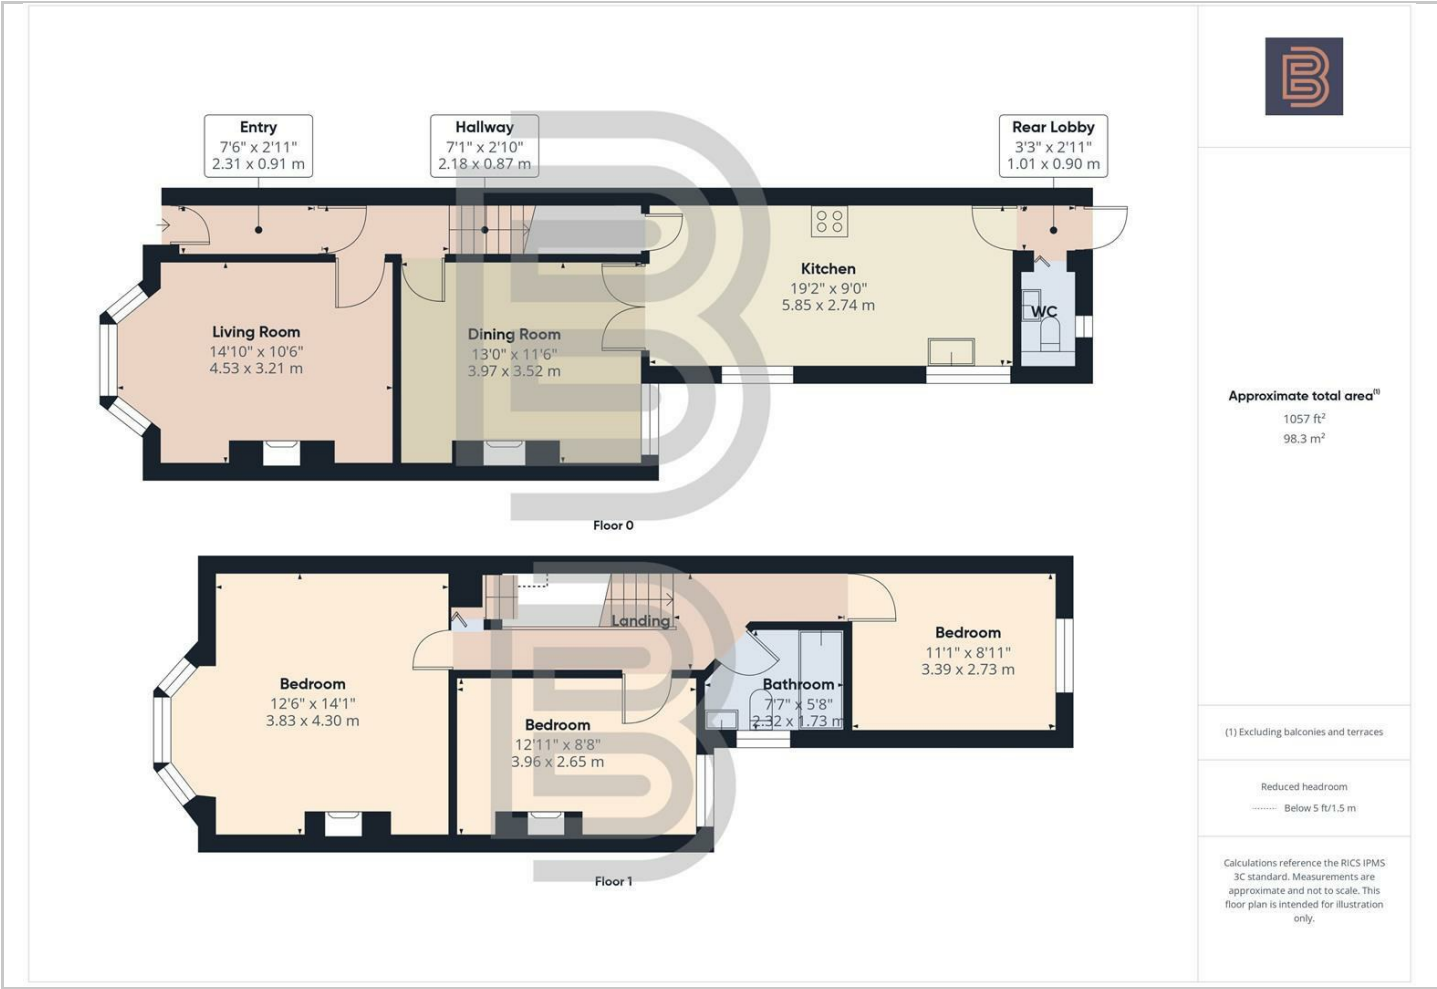 Entry
7'6" x 2'11"
2.31 x 0.91 m
Hallway
7'1" x 2'10"
2.18 x 0.87 m
Rear Lobby
3'3" x 2'11"
1.01 x 0.90 m
Living Room
14'10" x 10'6"
4.53 x 3.21 m
Dining Room
13'0" x 11'6"
3.97 x 3.52 m
Kitchen
19'2" x 9'0"
5.85 x 2.74 m
WC
Floor 0
Landing
Bedroom
12'6" x 14'1"
3.83 x 4.30 m
Bedroom
12'11" x 8'8"
3.96 x 2.65 m
Bathroom
7'7" x 5'8"
2.32 x 1.73 m
Bedroom
11'1" x 8'11"
3.39 x 2.73 m
Floor 1
Approximate total area(1)
1057 ft²
98.3 m²
(1) Excluding balconies and terraces
Reduced headroom
Below 5 ft/1.5 m
Calculations reference the RICS IPMS
3C standard. Measurements are
approximate and not to scale. This
floor plan is intended for illustration
only.